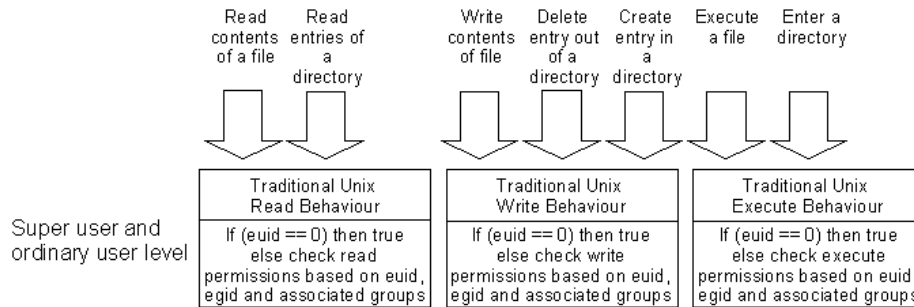 Read
contents
of a file
Read
entries of
a
directory
Write
contents
of file
Delete
entry out
of a
directory
Create
entry in
a
directory
Execute
a file
Enter a
directory
Super user and
ordinary user level
Traditional Unix
Read Behaviour
If (euid == 0) then true
else check read
permissions based on euid,
egid and associated groups
Traditional Unix
Write Behaviour
If (euid == 0) then true
else check write
permissions based on euid,
egid and associated groups
Traditional Unix
Execute Behaviour
If (euid == 0) then true
else check execute
permissions based on euid
egid and associated groups